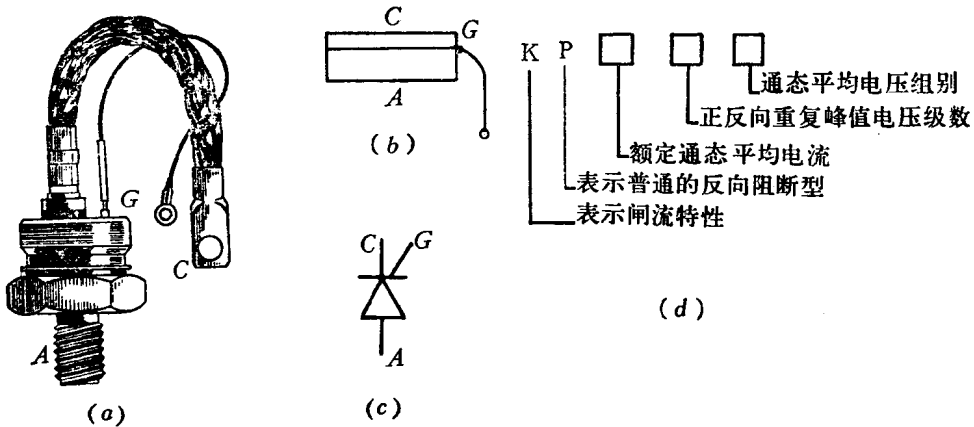 G
C
A
(a)
C
G
A
(b)
C
G
A
(c)
K P
通态平均电压组别
正反向重复峰值电压级数
额定通态平均电流
表示普通的反向阻断型
表示闸流特性
(d)